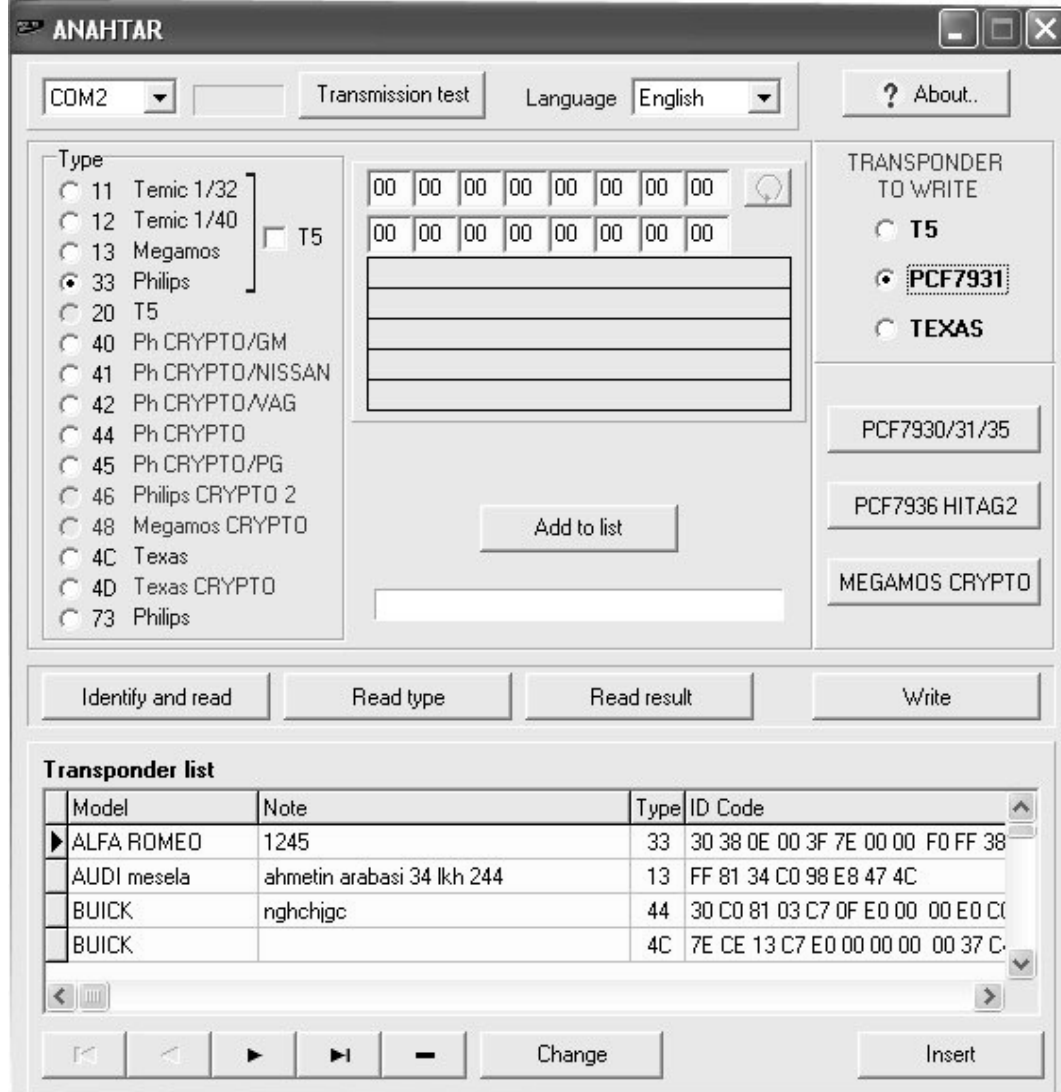 ANAHTAR
COM2 Transmission test Language English ? About..
Type
11 Temic 1/32
12 Temic 1/40
13 Megamos
33 Philips
T5
20 T5
40 Ph CRYPTO/GM
41 Ph CRYPTO/NISSAN
42 Ph CRYPTO/VAG
44 Ph CRYPTO
45 Ph CRYPTO/PG
46 Philips CRYPTO 2
48 Megamos CRYPTO
4C Texas
4D Texas CRYPTO
73 Philips
00 00 00 00 00 00 00 00
00 00 00 00 00 00 00 00
Add to list
TRANSPONDER
TO WRITE
T5
PCF7931
TEXAS
PCF7930/31/35
PCF7936 HITAG2
MEGAMOS CRYPTO
Identify and read Read type Read result Write
Transponder list
Model Note Type ID Code
ALFA ROMEO 1245 33 30 38 0E 00 3F 7E 00 00 F0 FF 38
AUDI mesela ahmetin arabasi 34 lkh 244 13 FF 81 34 C0 98 E8 47 4C
BUICK nghchjgc 44 30 C0 81 03 C7 0F E0 00 00 E0
BUICK 4C 7E CE 13 C7 E0 00 00 00 00 37
Change Insert